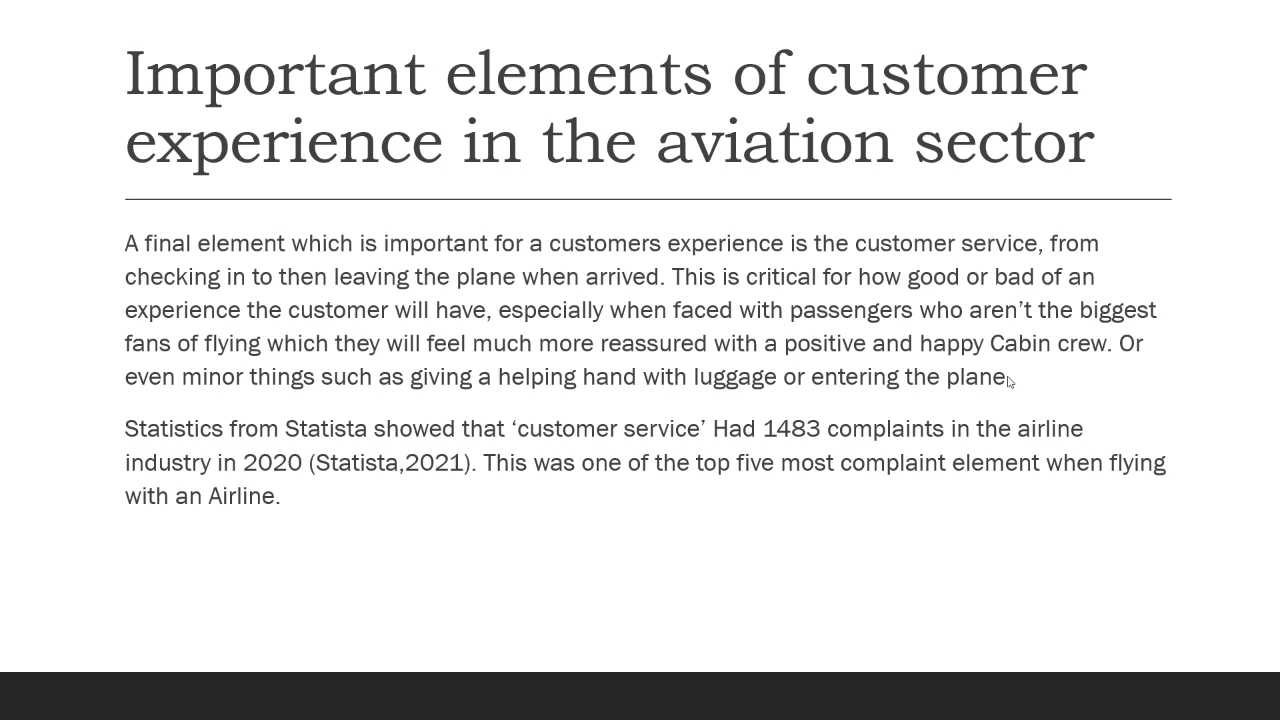 Important elements of customer
experience in the aviation sector
A final element which is important for a customers experience is the customer service, from
checking in to then leaving the plane when arrived. This is critical for how good or bad of an
experience the customer will have, especially when faced with passengers who aren’t the biggest
fans of flying which they will feel much more reassured with a positive and happy Cabin crew. Or
even minor things such as giving a helping hand with luggage or entering the plane.
Statistics from Statista showed that ‘customer service’ Had 1483 complaints in the airline
industry in 2020 (Statista,2021). This was one of the top five most complaint element when flying
with an Airline.